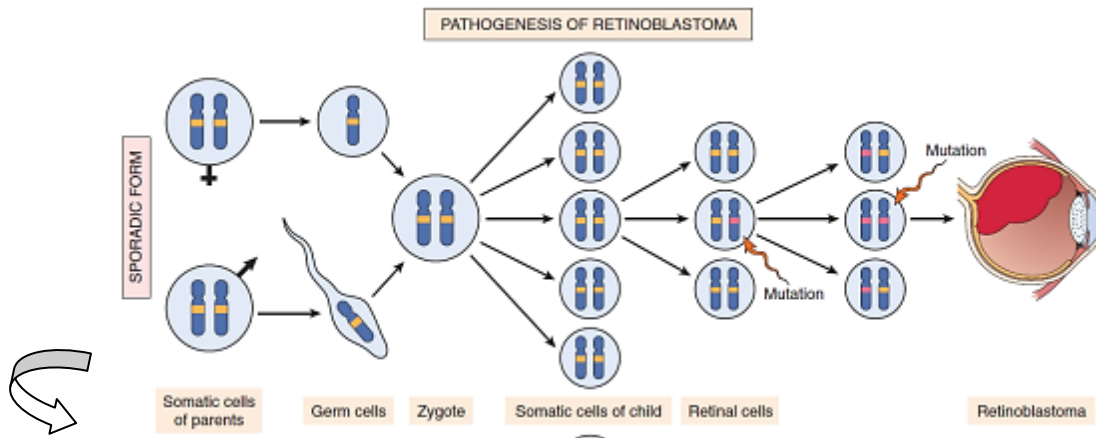 PATHOGENESIS OF RETINOBLASTOMA
SPORADIC FORM
Mutation
Mutation
Somatic cells
of parents
Germ cells
Zygote
Somatic cells of child
Retinal cells
Retinoblastoma